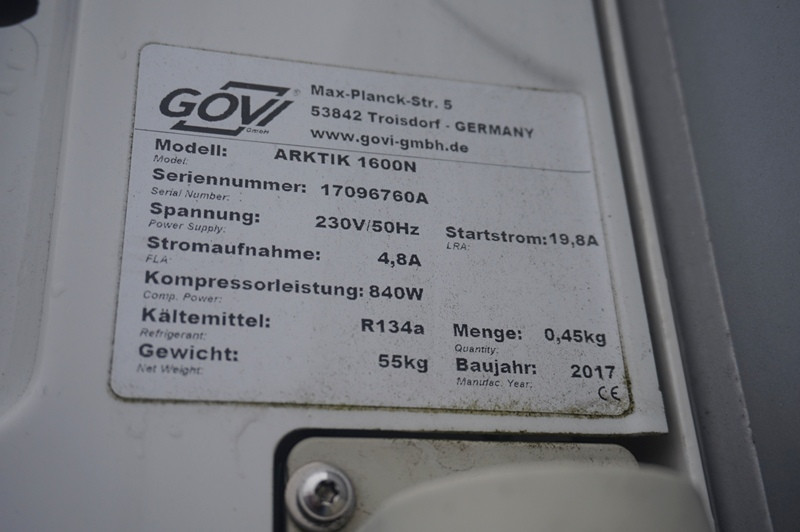 GOVI® GmbH
Max-Planck-Str. 5
53842 Troisdorf - GERMANY
www.govi-gmbh.de
Modell: ARKTIK 1600N
Model:
Seriennummer: 17096760A
Serial Number:
Spannung: 230V/50Hz Startstrom: 19,8A
Power Supply: LRA:
Stromaufnahme: 4,8A
FLA:
Kompressorleistung: 840W
Comp. Power:
Kältemittel: R134a Menge: 0,45kg
Refrigerant: Quantity:
Gewicht: 55kg Baujahr: 2017
Net Weight: Manufac. Year:
CE